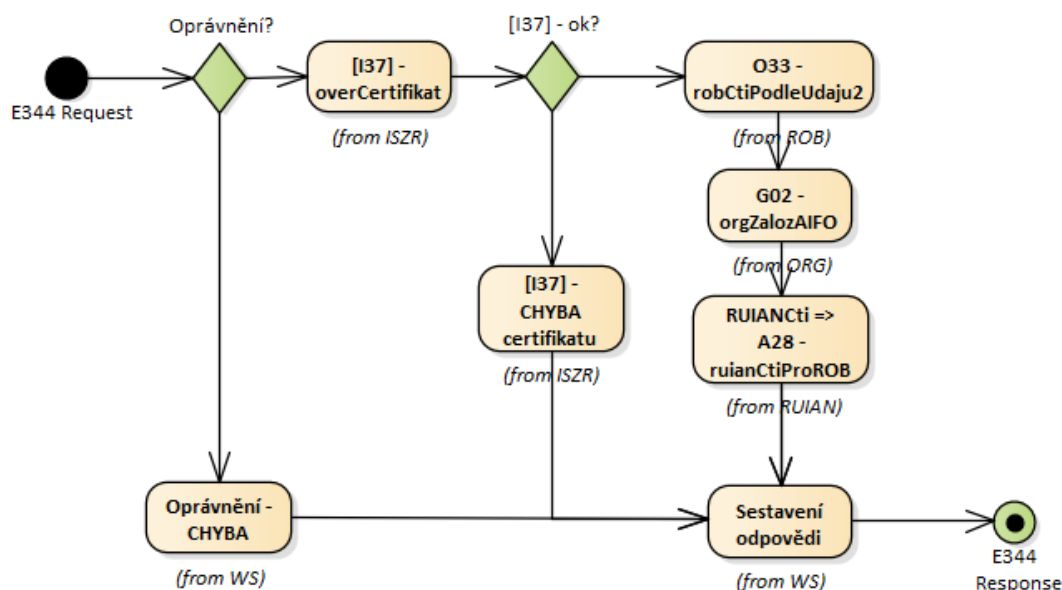 Oprávnění?
[I37] - ok?
E344 Request
[I37] -
overCertifikat
(from ISZR)
O33 -
robCtiPodleUdaju2
(from ROB)
G02 -
orgZalozAIFO
(from ORG)
[I37] -
CHYBA
certifikatu
(from ISZR)
RUIANCti =>
A28 -
ruianCtiProROB
(from RUIAN)
Oprávnění -
CHYBA
(from WS)
Sestavení
odpovědi
(from WS)
E344
Response